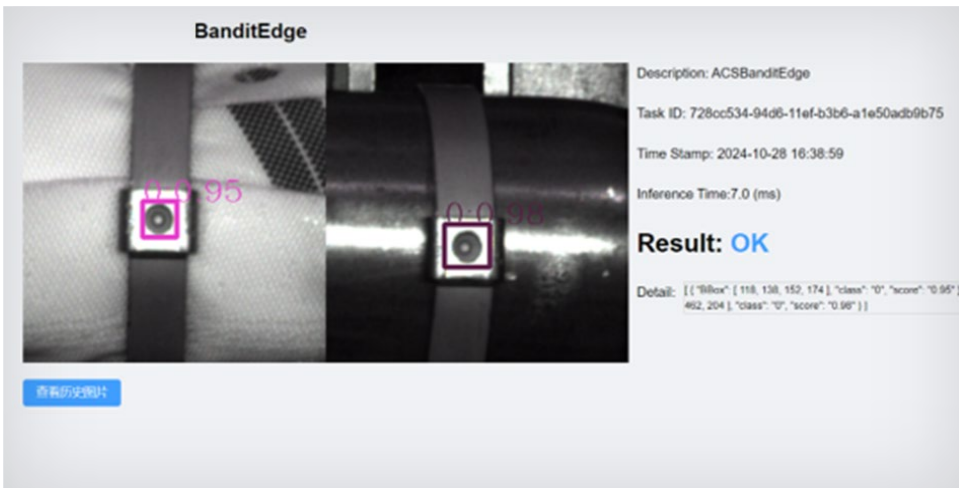 BanditEdge
0:0.95
0:0.98
Description: ACSBanditEdge
Task ID: 728cc534-94d6-11ef-b3b6-a1e50adb9b75
Time Stamp: 2024-10-28 16:38:59
Inference Time:7.0 (ms)
Result: OK
Detail: [ { "BBox": [ 118, 138, 152, 174 ], "class": "0", "score": "0.95" }
462, 204 ], "class": "0", "score": "0.98" } ]
查看历史图片